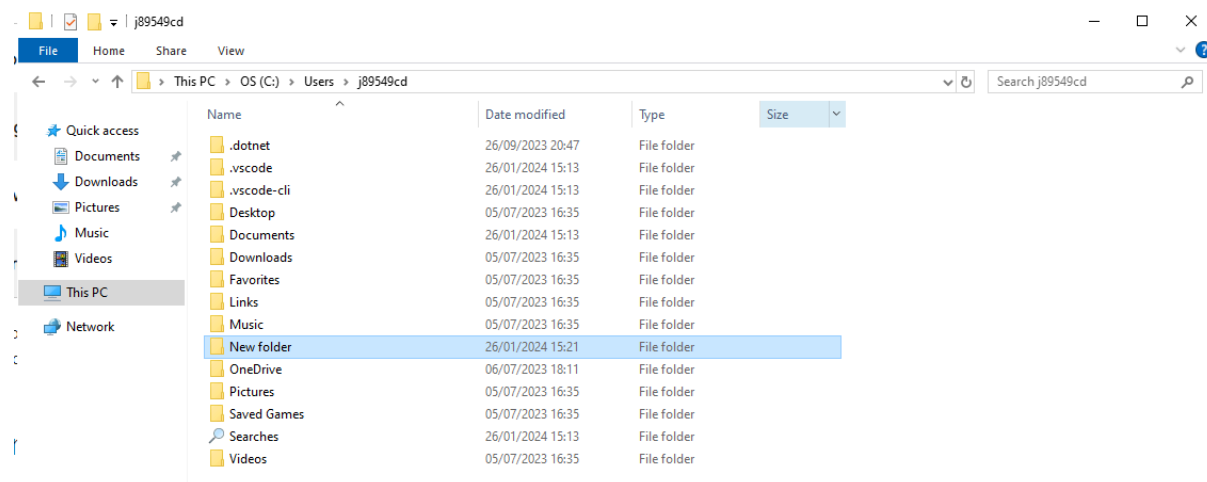 j89549cd
File Home Share View
This PC > OS (C:) > Users > j89549cd
Search j89549cd
Name Date modified Type Size
Quick access
Documents
Downloads
Pictures
Music
Videos
This PC
Network
.dotnet 26/09/2023 20:47 File folder
.vscode 26/01/2024 15:13 File folder
.vscode-cli 26/01/2024 15:13 File folder
Desktop 05/07/2023 16:35 File folder
Documents 26/01/2024 15:13 File folder
Downloads 05/07/2023 16:35 File folder
Favorites 05/07/2023 16:35 File folder
Links 05/07/2023 16:35 File folder
Music 05/07/2023 16:35 File folder
New folder 26/01/2024 15:21 File folder
OneDrive 06/07/2023 18:11 File folder
Pictures 05/07/2023 16:35 File folder
Saved Games 05/07/2023 16:35 File folder
Searches 26/01/2024 15:13 File folder
Videos 05/07/2023 16:35 File folder